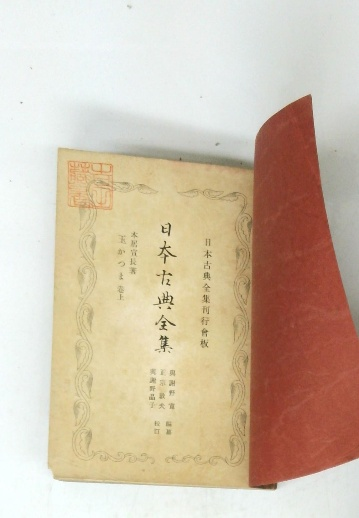 日本古典全集刊行會板
日本古典全集
本居宣長著
玉かつま 卷上
與謝野寬
正宗敦夫 編纂
與謝野晶子 校訂